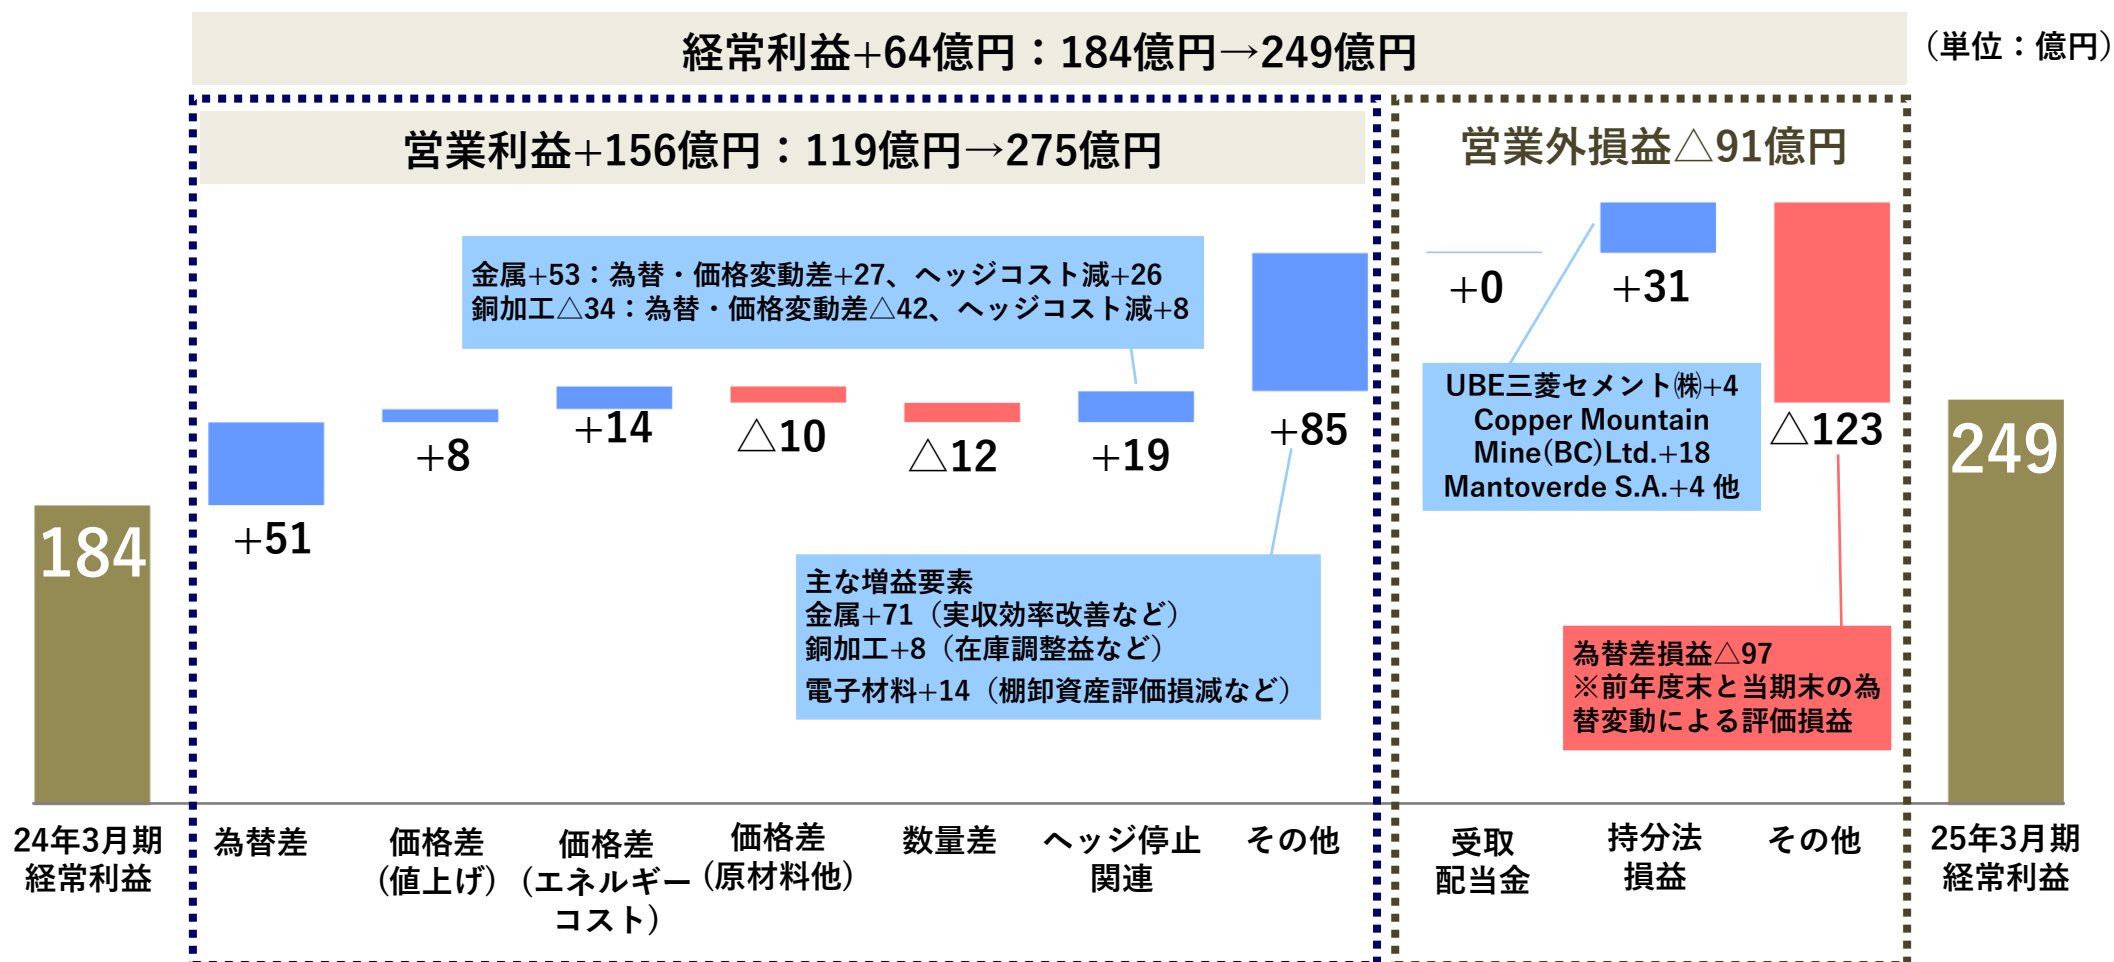 経常利益+64億円：184億円→249億円
（単位：億円）
営業利益+156億円：119億円→275億円
営業外損益△91億円
金属+53：為替・価格変動差+27、ヘッジコスト減+26
銅加工△34：為替・価格変動差△42、ヘッジコスト減+8
184
+51
+8
+14
△10
△12
+19
+85
+0
+31
△123
249
UBE三菱セメント㈱+4
Copper Mountain
Mine(BC)Ltd.+18
Mantoverde S.A.+4 他
主な増益要素
金属+71（実収効率改善など）
銅加工+8（在庫調整益など）
電子材料+14（棚卸資産評価損減など）
為替差損益△97
※前年度末と当期末の為
替変動による評価損益
24年3月期
経常利益
為替差
価格差
(値上げ)
価格差
(エネルギー
コスト)
価格差
(原材料他)
数量差
ヘッジ停止
関連
その他
受取
配当金
持分法
損益
その他
25年3月期
経常利益